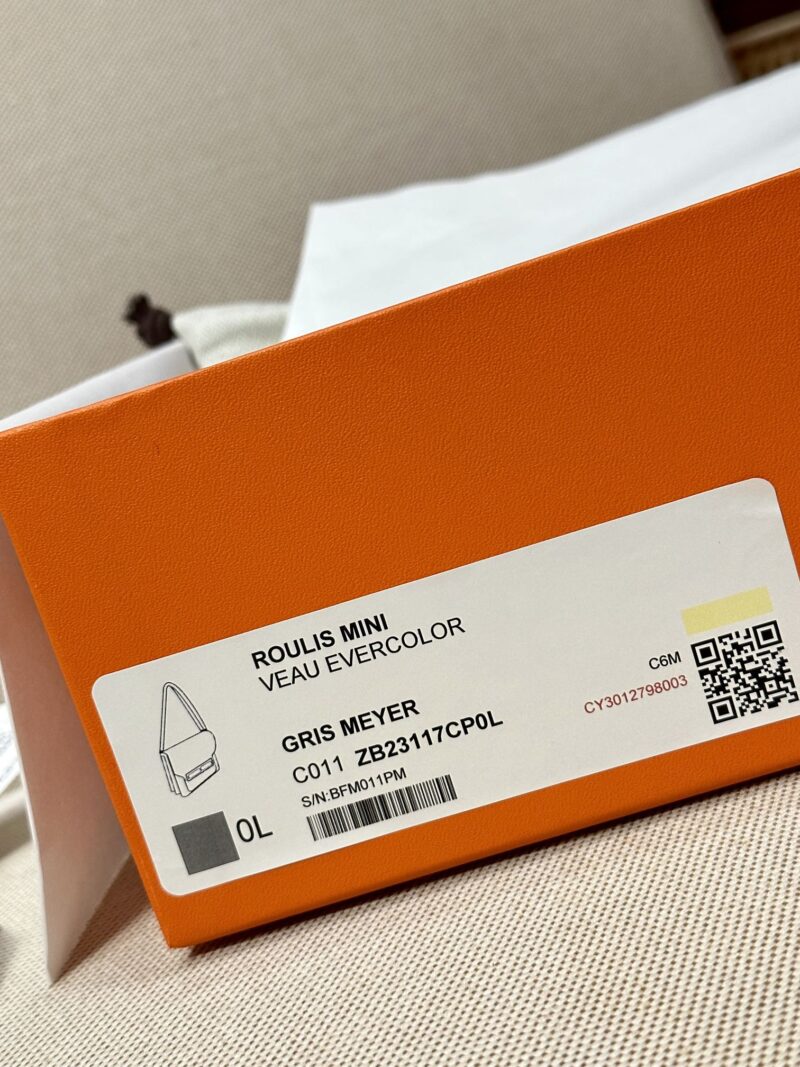 ROULIS MINI
VEAU EVERCOLOR
GRIS MEYER
C011 ZB23117CP0L
S/N:BFM011PM
0L
C6M
CY3012798003